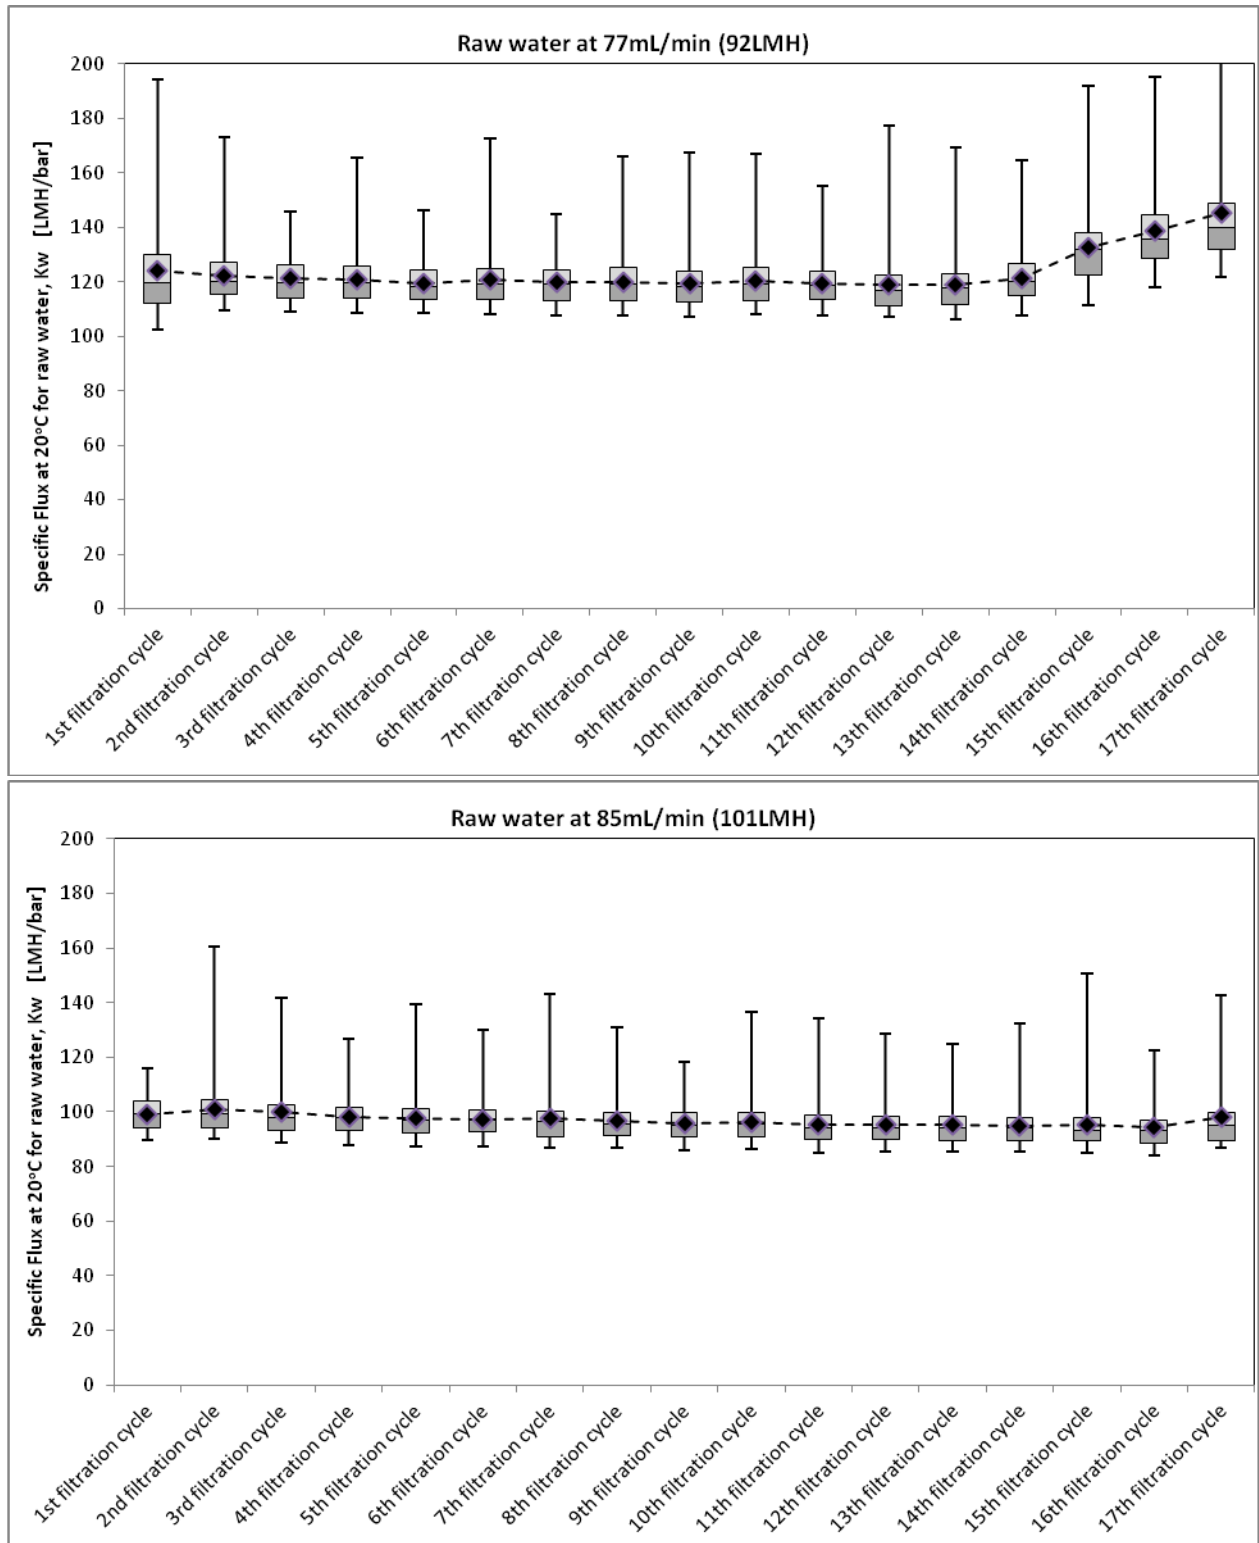 Raw water at 77mL/min (92LMH)
Specific Flux at 20°C for raw water, Kw [LMH/bar]
200
180
160
140
120
100
80
60
40
20
0
1st filtration cycle
2nd filtration cycle
3rd filtration cycle
4th filtration cycle
5th filtration cycle
6th filtration cycle
7th filtration cycle
8th filtration cycle
9th filtration cycle
10th filtration cycle
11th filtration cycle
12th filtration cycle
13th filtration cycle
14th filtration cycle
15th filtration cycle
16th filtration cycle
17th filtration cycle
Raw water at 85mL/min (101LMH)
Specific Flux at 20°C for raw water, Kw [LMH/bar]
200
180
160
140
120
100
80
60
40
20
0
1st filtration cycle
2nd filtration cycle
3rd filtration cycle
4th filtration cycle
5th filtration cycle
6th filtration cycle
7th filtration cycle
8th filtration cycle
9th filtration cycle
10th filtration cycle
11th filtration cycle
12th filtration cycle
13th filtration cycle
14th filtration cycle
15th filtration cycle
16th filtration cycle
17th filtration cycle